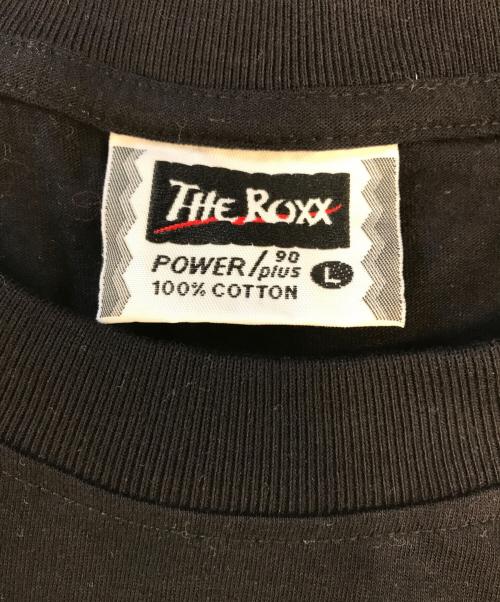 THE ROXX
POWER/90 plus L
100% COTTON